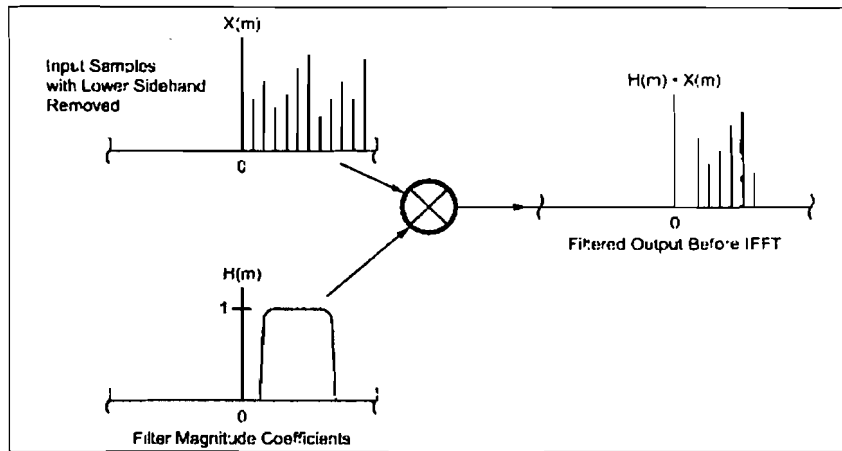 X(m)
Input Samples
with Lower Sidehand
Removed
0
H(m) • X(m)
0
Filtered Output Before IFFT
H(m)
1
0
Filter Magnitude Coefficients